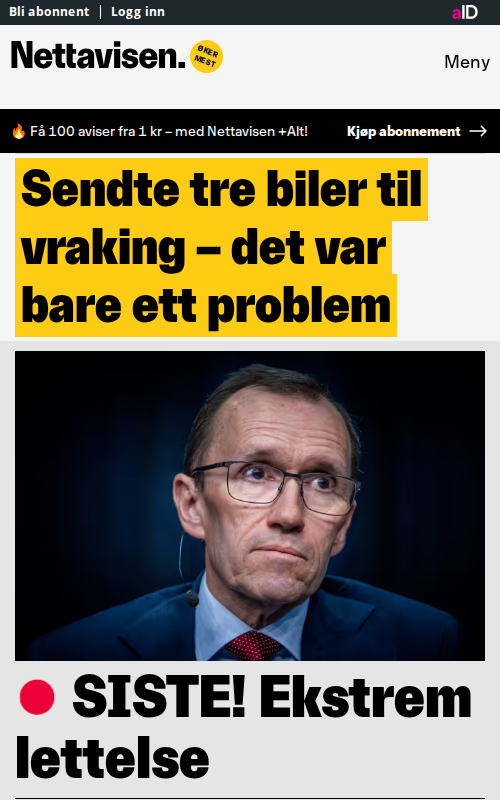 Bli abonnent | Logg inn
aID
Nettavisen.
ØKER
MEST
Meny
🔥 Få 100 aviser fra 1 kr – med Nettavisen +Alt!
Kjøp abonnement →
Sendte tre biler til
vraking – det var
bare ett problem
SISTE! Ekstrem
lettelse